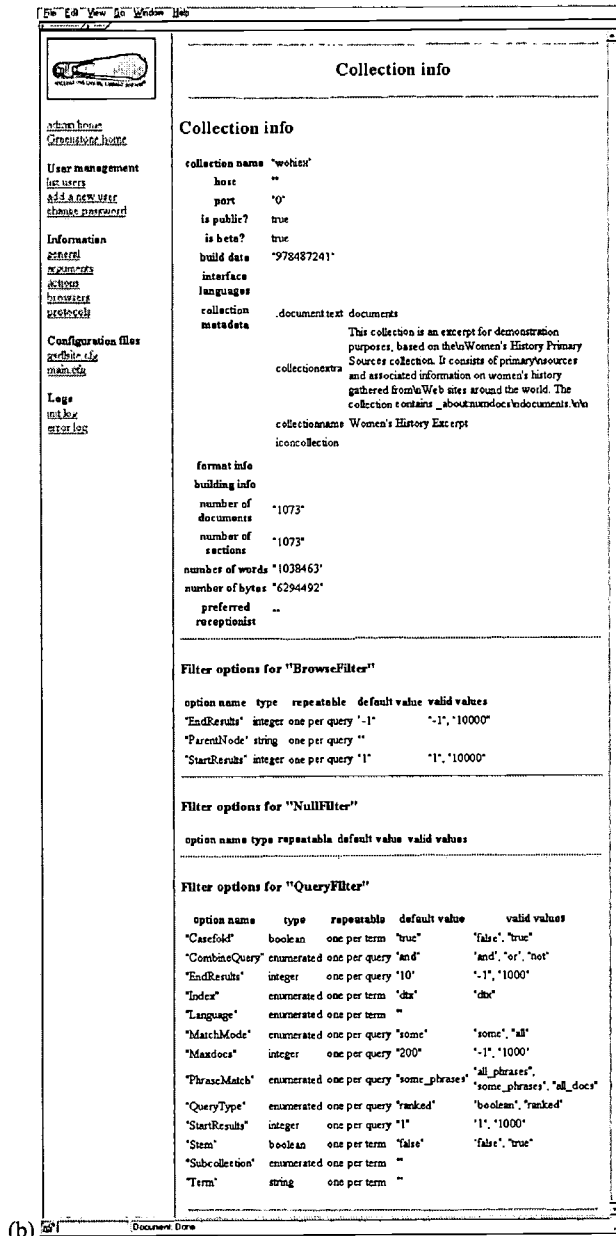 File Edit View Go Window Help
Collection info
admin home
Greenstone home
User management
list users
add a new user
change password
Information
general
arguments
actions
browsers
protocols
Configuration files
gsdlsite.cfg
main.cfg
Logs
init log
error log
Collection info
collection name "wohiex"
host ""
port "0"
is public? true
is beta? true
build date "978487241"
interface
languages
collection
metadata
.document text documents
collectionextra
This collection is an excerpt for demonstration
purposes, based on the\nWomen's History Primary
Sources collection. It consists of primary\nsources
and associated information on women's history
gathered from\nWeb sites around the world. The
collection contains _about:numdocs\ndocuments.\n\n
collectionname Women's History Excerpt
iconcollection
format info
building info
number of
documents "1073"
number of
sections "1073"
number of words "1038463"
number of bytes "6294492"
preferred
receptionist ""
Filter options for "BrowseFilter"
option name type repeatable default value valid values
"EndResults" integer one per query "-1" "-1", "10000"
"ParentNode" string one per query ""
"StartResults" integer one per query "1" "1", "10000"
Filter options for "NullFilter"
option name type repeatable default value valid values
Filter options for "QueryFilter"
option name type repeatable default value valid values
"Casefold" boolean one per term "true" "false", "true"
"CombineQuery" enumerated one per query "and" "and", "or", "not"
"EndResults" integer one per query "10" "-1", "1000"
"Index" enumerated one per term "dtx" "dtx"
"Language" enumerated one per term ""
"MatchMode" enumerated one per query "some" "some", "all"
"Maxdocs" integer one per query "200" "-1", "1000"
"PhraseMatch" enumerated one per query "some_phrases" "all_phrases",
"some_phrases", "all_docs"
"QueryType" enumerated one per query "ranked" "boolean", "ranked"
"StartResults" integer one per query "1" "1", "1000"
"Stem" boolean one per term "false" "false", "true"
"Subcollection" enumerated one per term ""
"Term" string one per term ""
(b)
Document: Done